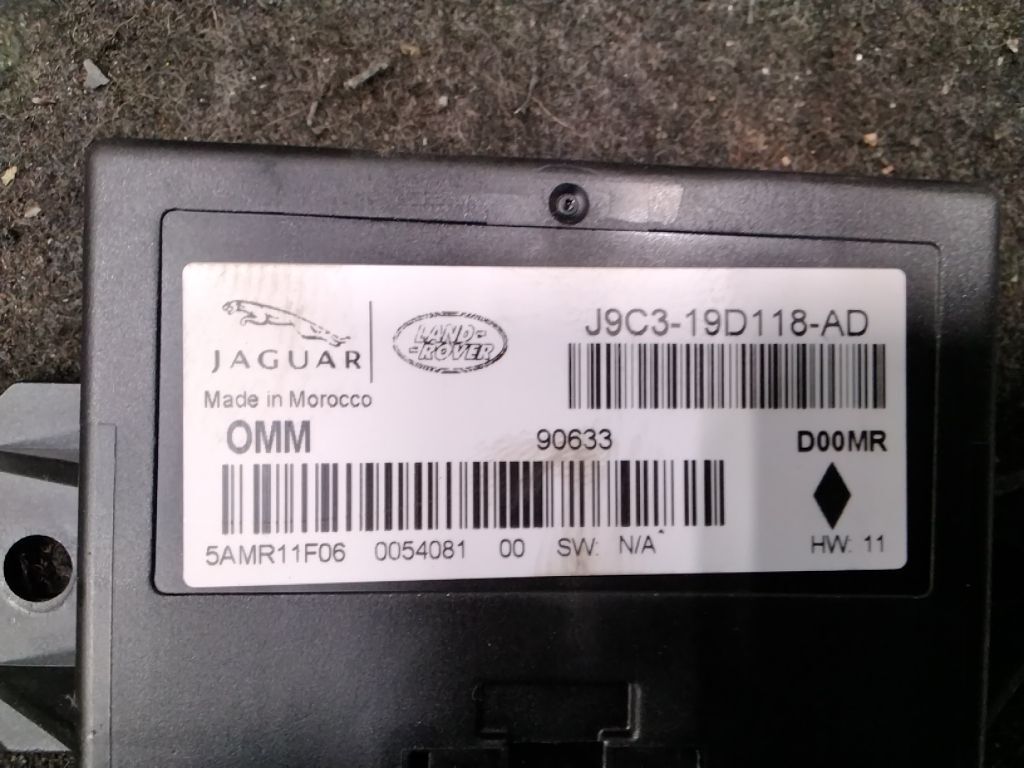 JAGUAR
LAND-
-ROVER
J9C3-19D118-AD
Made in Morocco
OMM 90633 D00MR
5AMR11F06 0054081 00 SW: N/A HW: 11